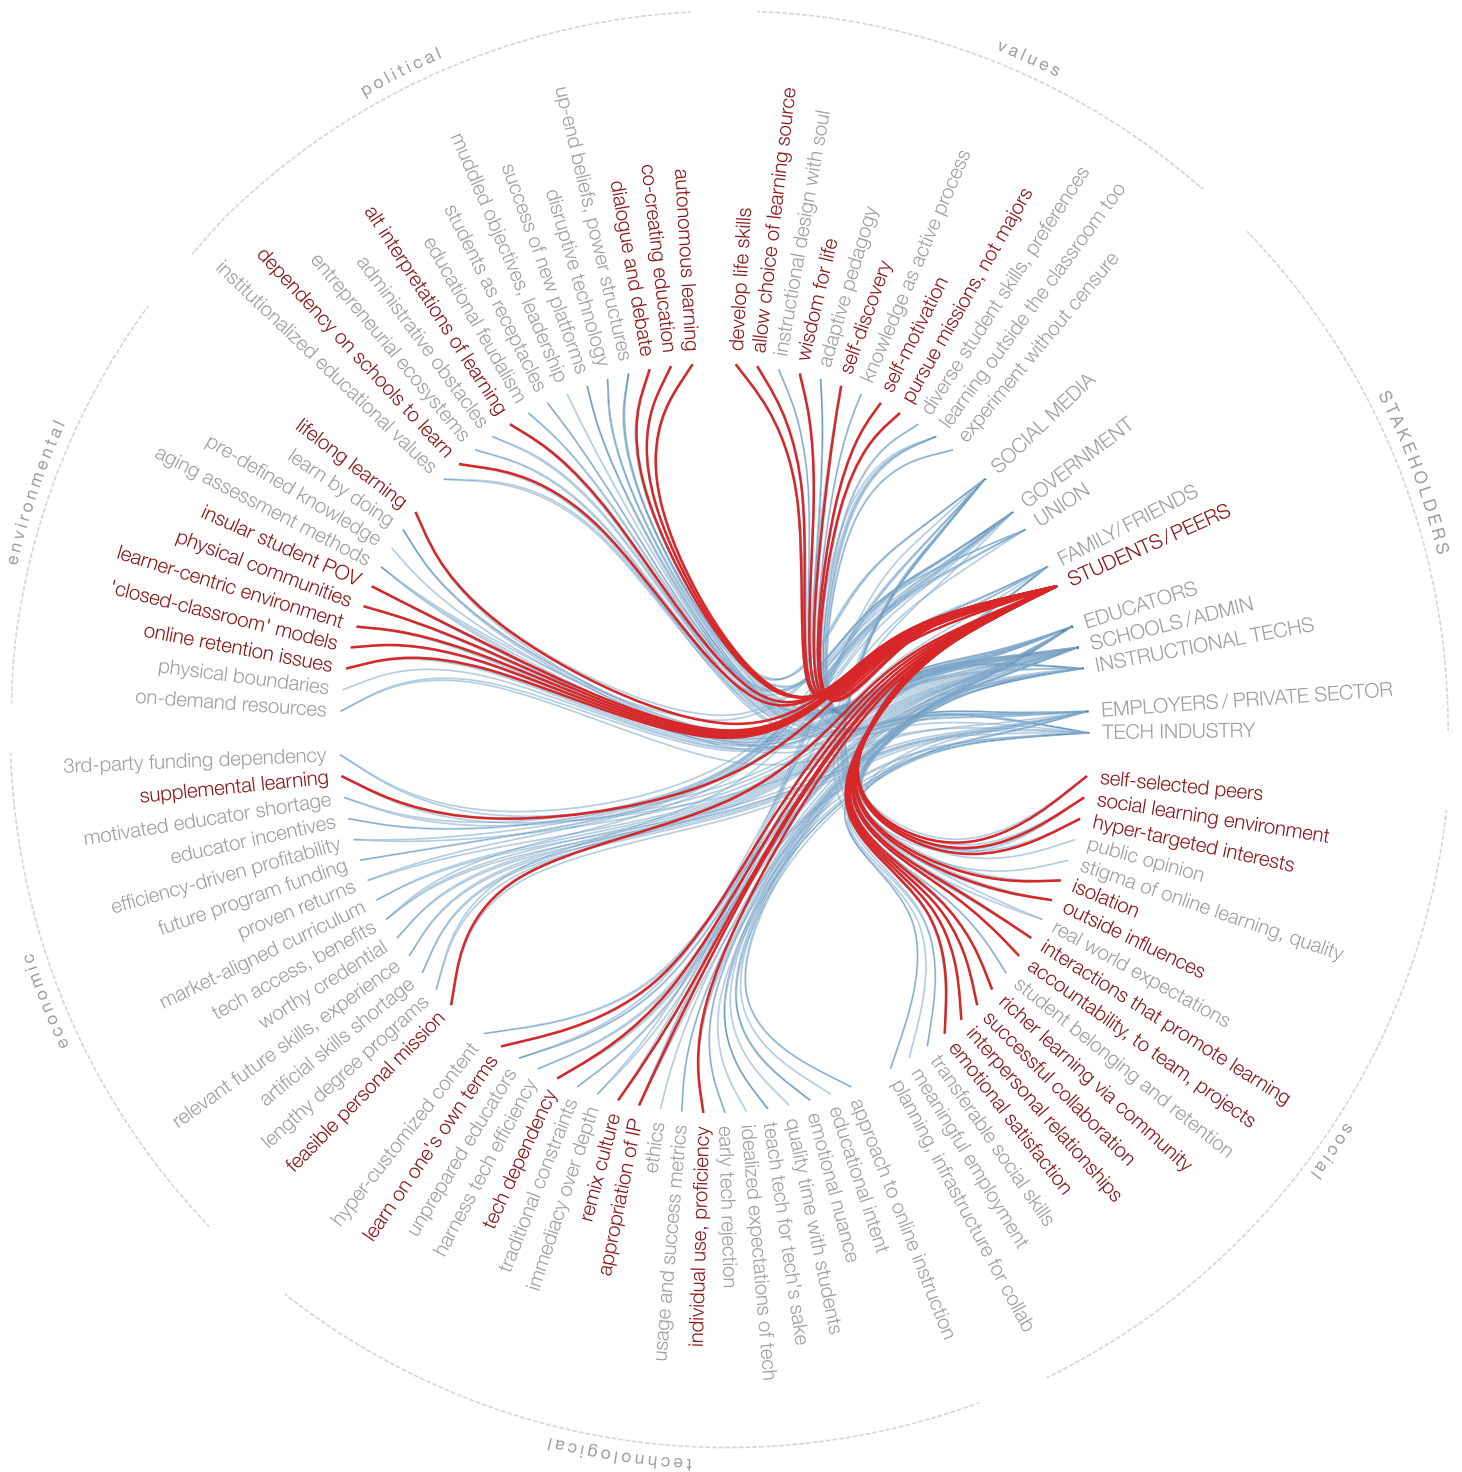 values
develop life skills
allow choice of learning source
instructional design with soul
wisdom for life
adaptive pedagogy
self-discovery
knowledge as active process
self-motivation
pursue missions, not majors
diverse student skills, preferences
learning outside the classroom too
experiment without censure
STAKEHOLDERS
SOCIAL MEDIA
GOVERNMENT
UNION
FAMILY/FRIENDS
STUDENTS/PEERS
EDUCATORS
SCHOOLS/ADMIN
INSTRUCTIONAL TECHS
EMPLOYERS/PRIVATE SECTOR
TECH INDUSTRY
social
self-selected peers
social learning environment
hyper-targeted interests
public opinion
stigma of online learning, quality
isolation
outside influences
real world expectations
interactions that promote learning
accountability, to team, projects
student belonging and retention
richer learning via community
successful collaboration
interpersonal relationships
emotional satisfaction
transferable social skills
meaningful employment
planning, infrastructure for collab
technological
approach to online instruction
educational intent
emotional nuance
quality time with students
teach tech for tech's sake
idealized expectations of tech
early tech rejection
individual use, proficiency
usage and success metrics
ethics
appropriation of IP
remix culture
immediacy over depth
traditional constraints
tech dependency
harness tech efficiency
unprepared educators
learn on one's own terms
hyper-customized content
economic
feasible personal mission
lengthy degree programs
artificial skills shortage
relevant future skills, experience
worthy credential
tech access, benefits
market-aligned curriculum
proven returns
future program funding
efficiency-driven profitability
educator incentives
motivated educator shortage
supplemental learning
3rd-party funding dependency
environmental
on-demand resources
physical boundaries
online retention issues
'closed-classroom' models
learner-centric environment
physical communities
insular student POV
aging assessment methods
pre-defined knowledge
learn by doing
lifelong learning
political
institutionalized educational values
dependency on schools to learn
entrepreneurial ecosystems
administrative obstacles
alt interpretations of learning
educational feudalism
students as receptacles
muddled objectives, leadership
success of new platforms
disruptive technology
up-end beliefs, power structures
dialogue and debate
co-creating education
autonomous learning